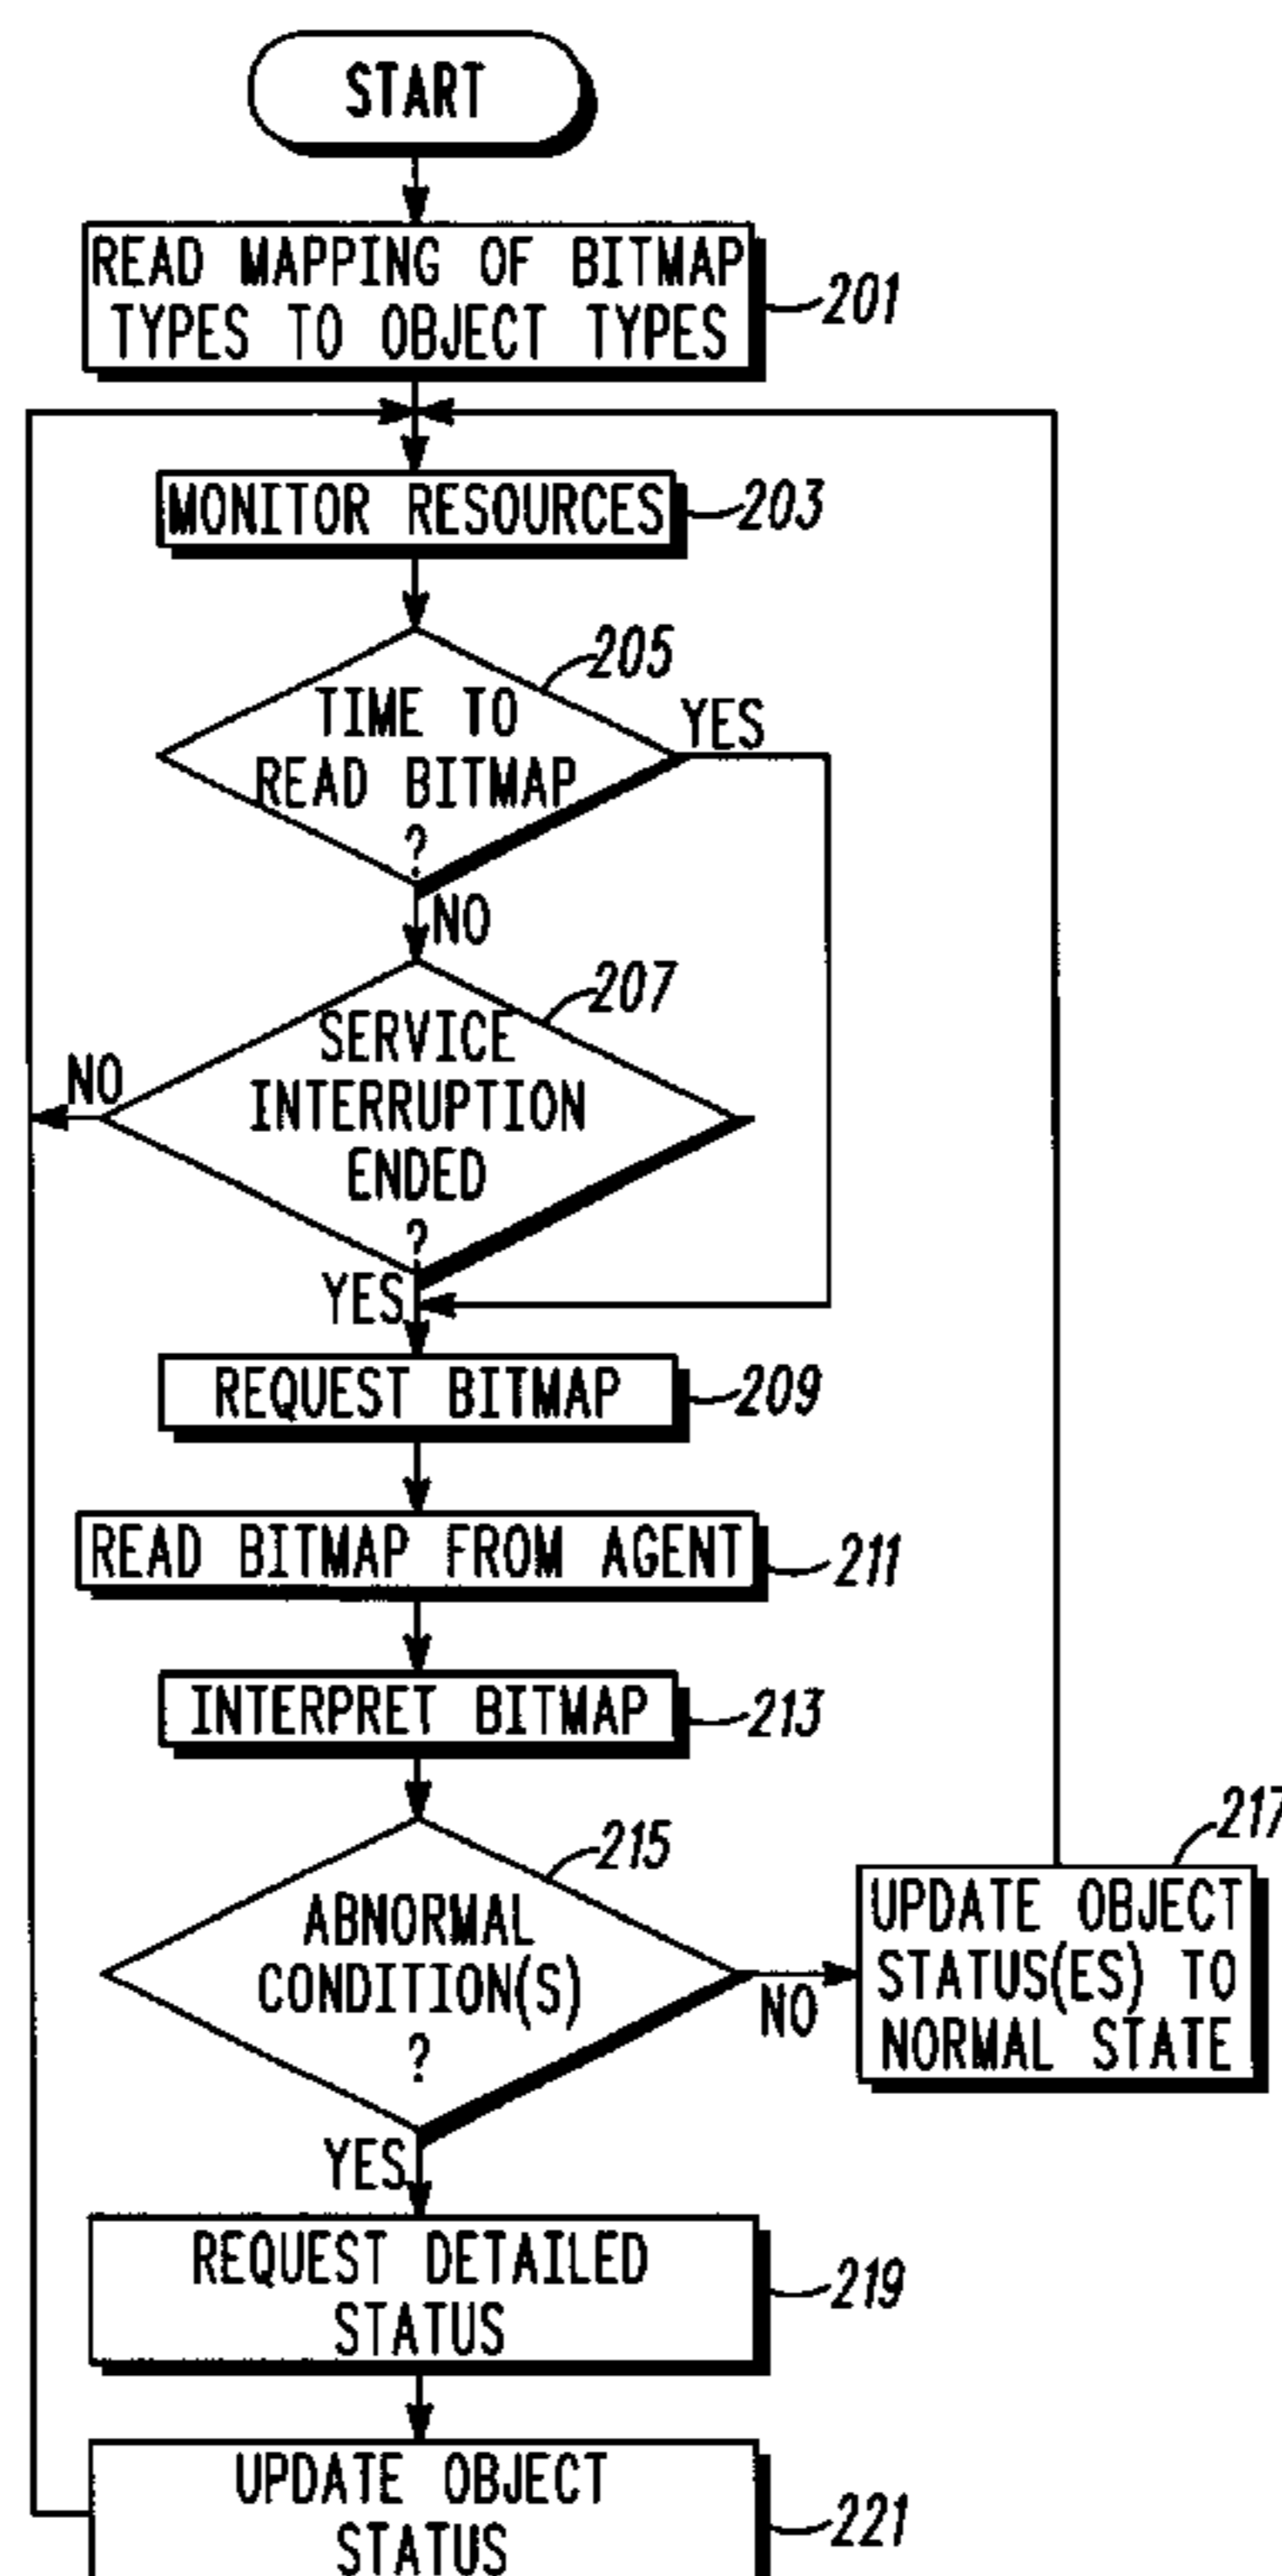 START
READ MAPPING OF BITMAP
TYPES TO OBJECT TYPES
201
MONITOR RESOURCES
203
205
TIME TO
READ BITMAP
?
YES
NO
207
SERVICE
INTERRUPTION
ENDED
?
NO
YES
REQUEST BITMAP
209
READ BITMAP FROM AGENT
211
INTERPRET BITMAP
213
215
ABNORMAL
CONDITION(S)
?
NO
217
UPDATE OBJECT
STATUS(ES) TO
NORMAL STATE
YES
REQUEST DETAILED
STATUS
219
UPDATE OBJECT
STATUS
221